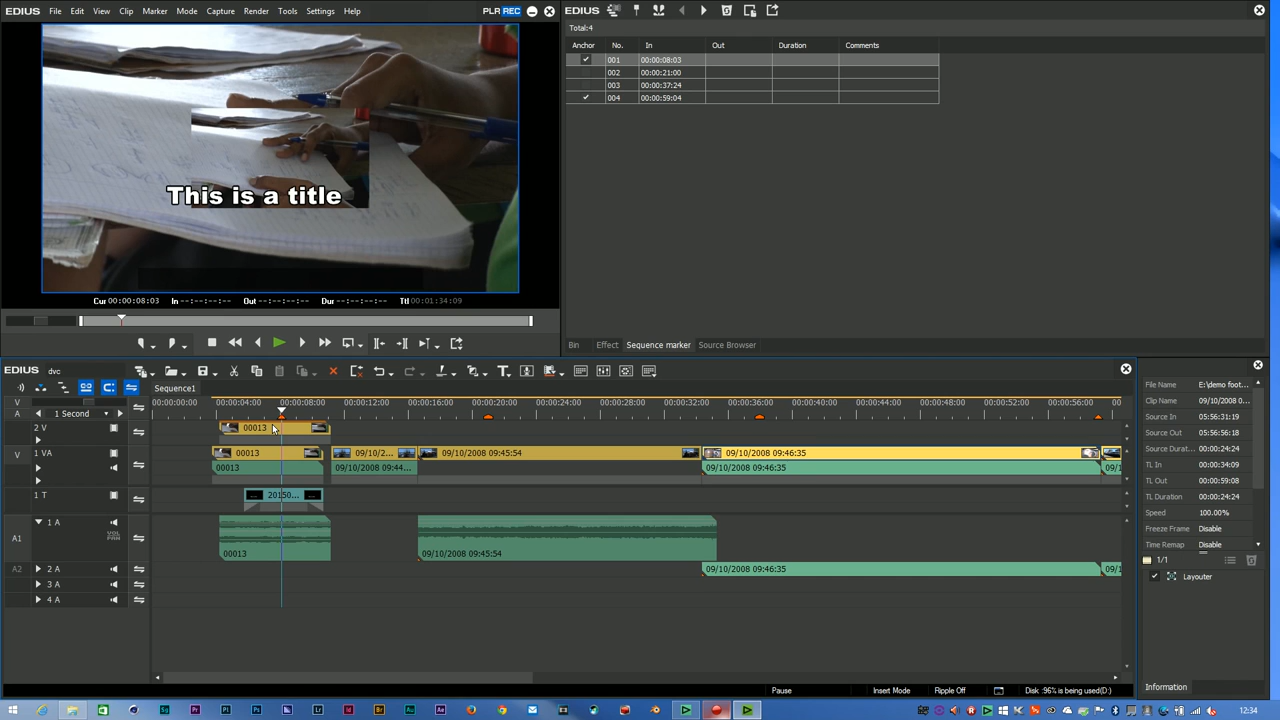 EDIUS File Edit View Clip Marker Mode Capture Render Tools Settings Help PLR REC
EDIUS
Total:4
Anchor No. In Out Duration Comments
001 00:00:08:03
002 00:00:21:00
003 00:00:37:24
004 00:00:59:04
This is a title
Cur 00:00:08:03 In --:--:--:-- Out --:--:--:-- Dur --:--:--:-- Ttl 00:01:34:09
Bin Effect Sequence marker Source Browser
EDIUS dvc
Sequence1
V
A
1 Second
00:00:00:00 00:00:04:00 00:00:08:00 00:00:12:00 00:00:16:00 00:00:20:00 00:00:24:00 00:00:28:00 00:00:32:00 00:00:36:00 00:00:40:00 00:00:44:00 00:00:48:00 00:00:52:00 00:00:56:00 00
2 V 00013
V 1 VA 00013 09/10/2... 09/10/2008 09:45:54 09/10/2008 09:46:35
00013 09/10/2008 09:44... 09/10/2008 09:46:35 09/1
1 T 20150...
A1 1 A VOL PAN
00013 09/10/2008 09:45:54
A2 2 A 09/10/2008 09:46:35 09/1
3 A
4 A
File Name E:\demo foot...
Clip Name 09/10/2008 0...
Source In 05:56:31:19
Source Out 05:56:56:18
Source Durat... 00:00:24:24
TL In 00:00:34:09
TL Out 00:00:59:08
TL Duration 00:00:24:24
Speed 100.00%
Freeze Frame Disable
Time Remap Disable
1/1
Layouter
Information
Pause Insert Mode Ripple Off Disk :96% is being used(D:)
12:34